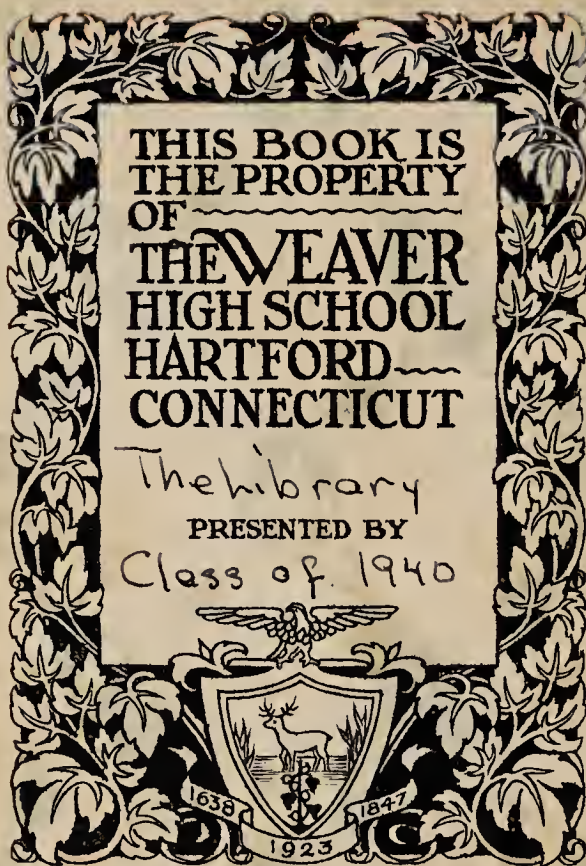 THIS BOOK IS
THE PROPERTY
OF
THE WEAVER
HIGH SCHOOL
HARTFORD
CONNECTICUT
The Library
PRESENTED BY
Class of. 1940
1638
1847
1923